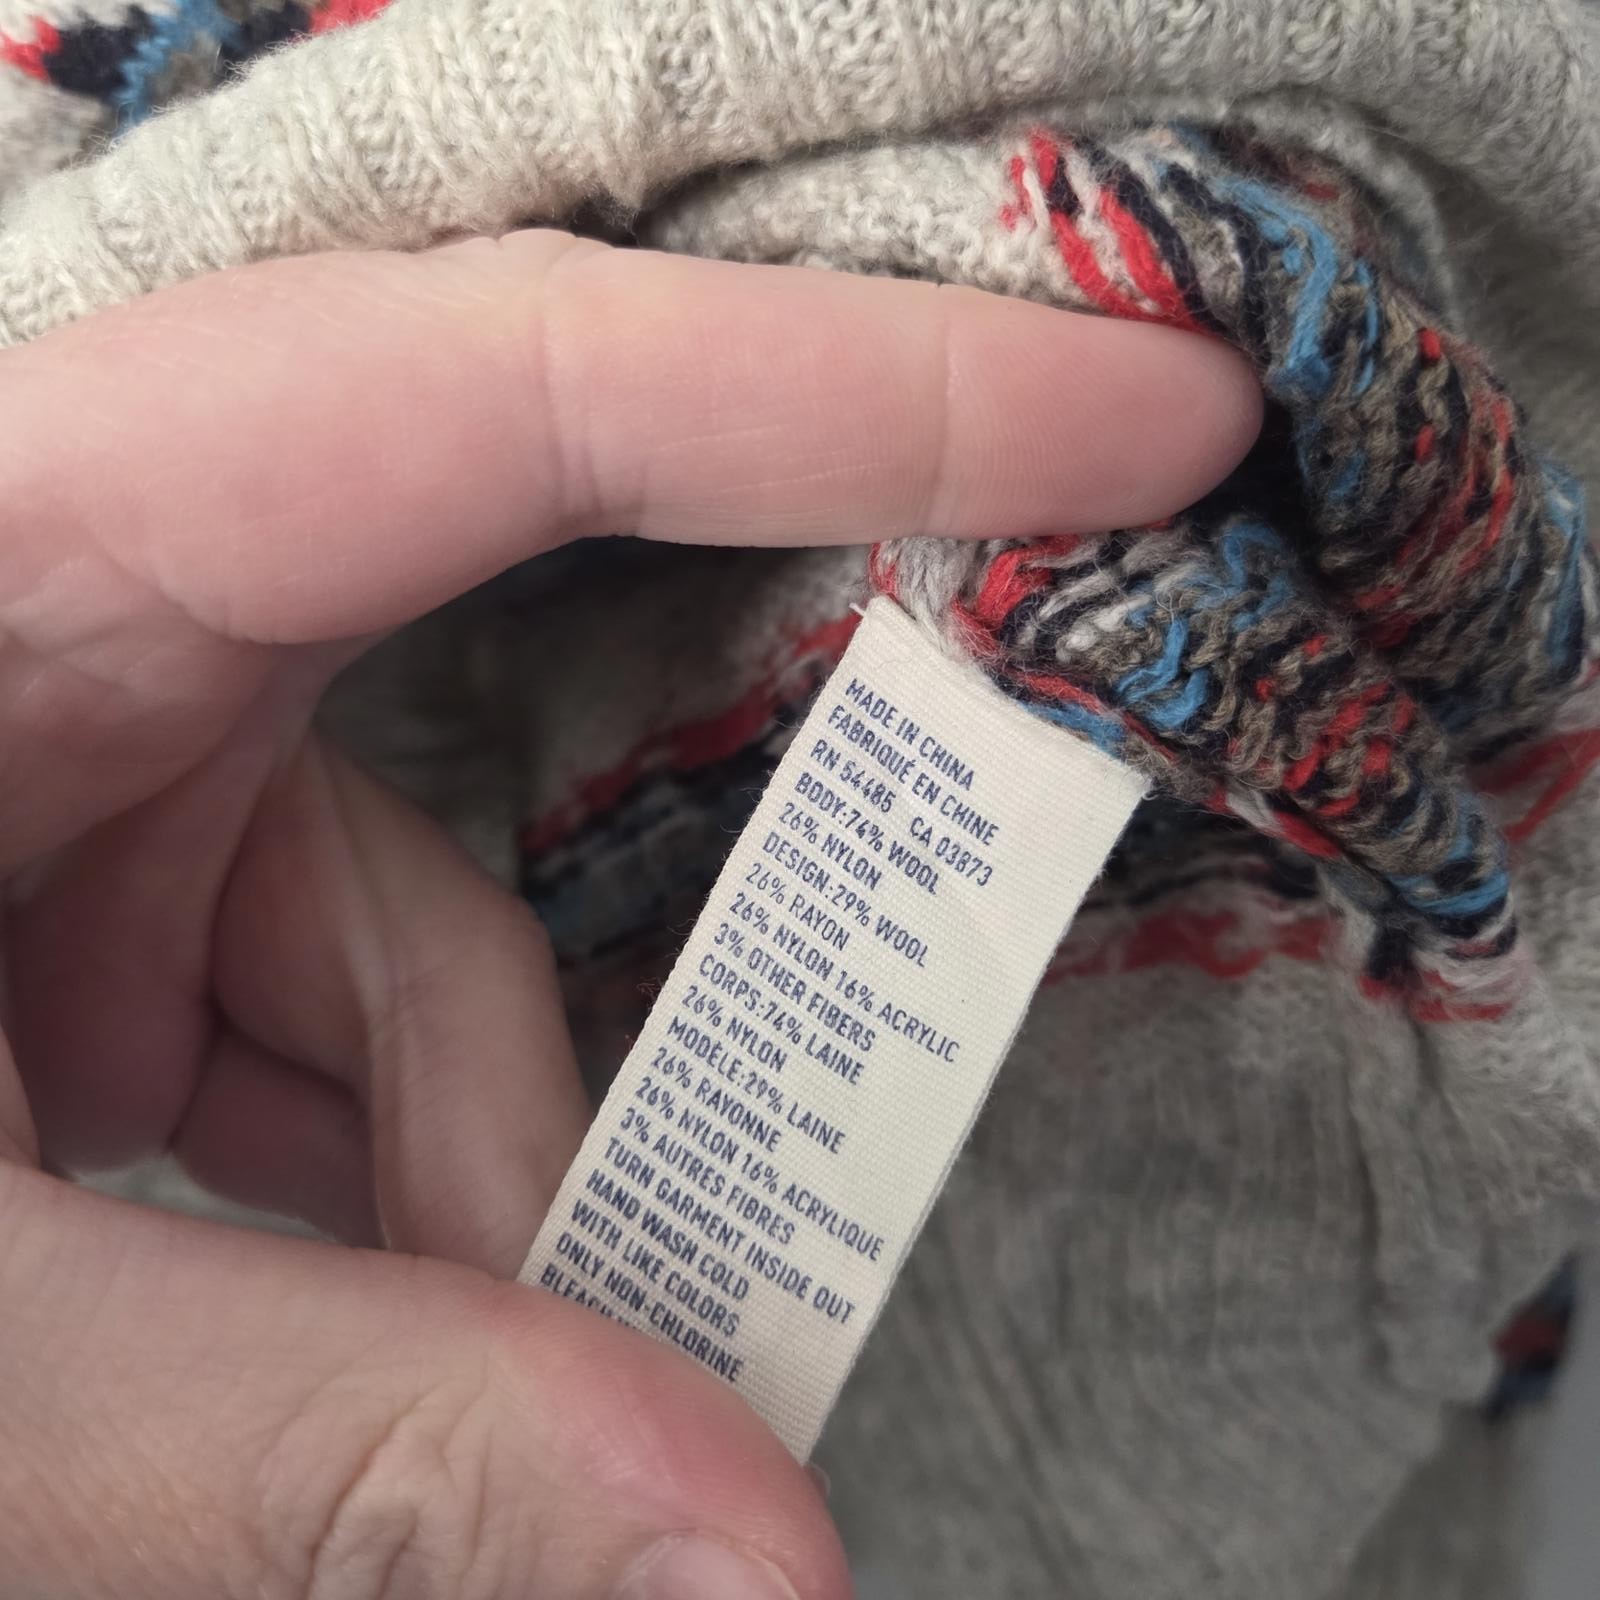 MADE IN CHINA
FABRIQUÉ EN CHINE
RN 54485 CA 03873
BODY:74% WOOL
26% NYLON
DESIGN:29% WOOL
26% RAYON
26% NYLON 16% ACRYLIC
3% OTHER FIBERS
CORPS:74% LAINE
26% NYLON
MODÈLE:29% LAINE
26% RAYONNE
26% NYLON 16% ACRYLIQUE
3% AUTRES FIBRES
TURN GARMENT INSIDE OUT
HAND WASH COLD
WITH LIKE COLORS
ONLY NON-CHLORINE